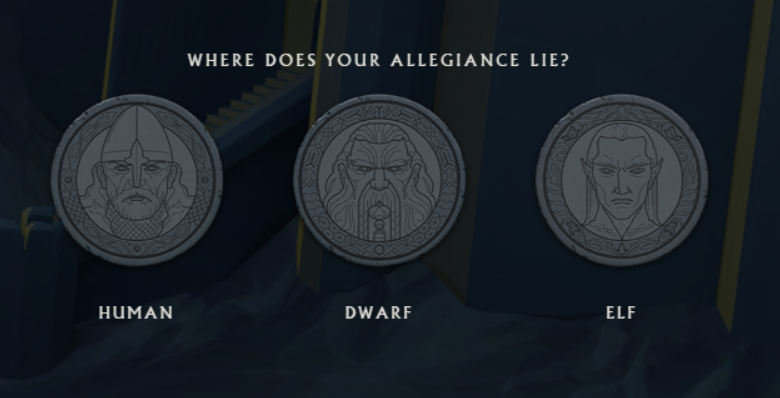 WHERE DOES YOUR ALLEGIANCE LIE?
HUMAN
DWARF
ELF